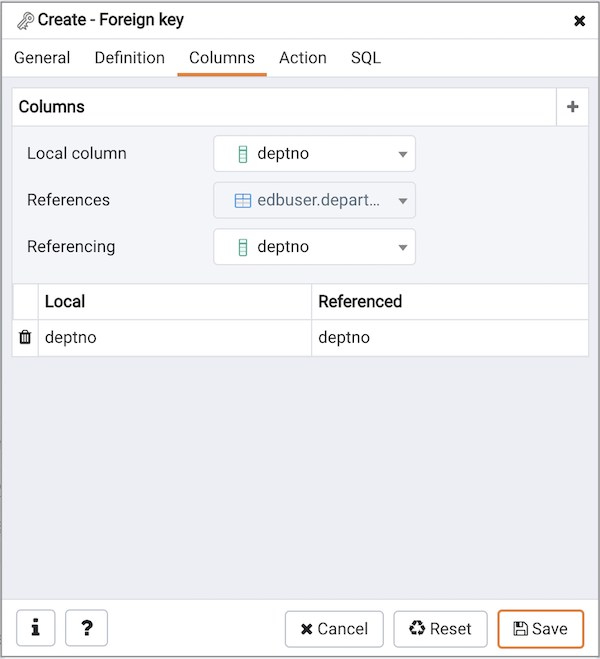 Create - Foreign key
General Definition Columns Action SQL
Columns
Local column deptno
References edbuser.depart...
Referencing deptno
Local Referenced
deptno deptno
Cancel Reset Save